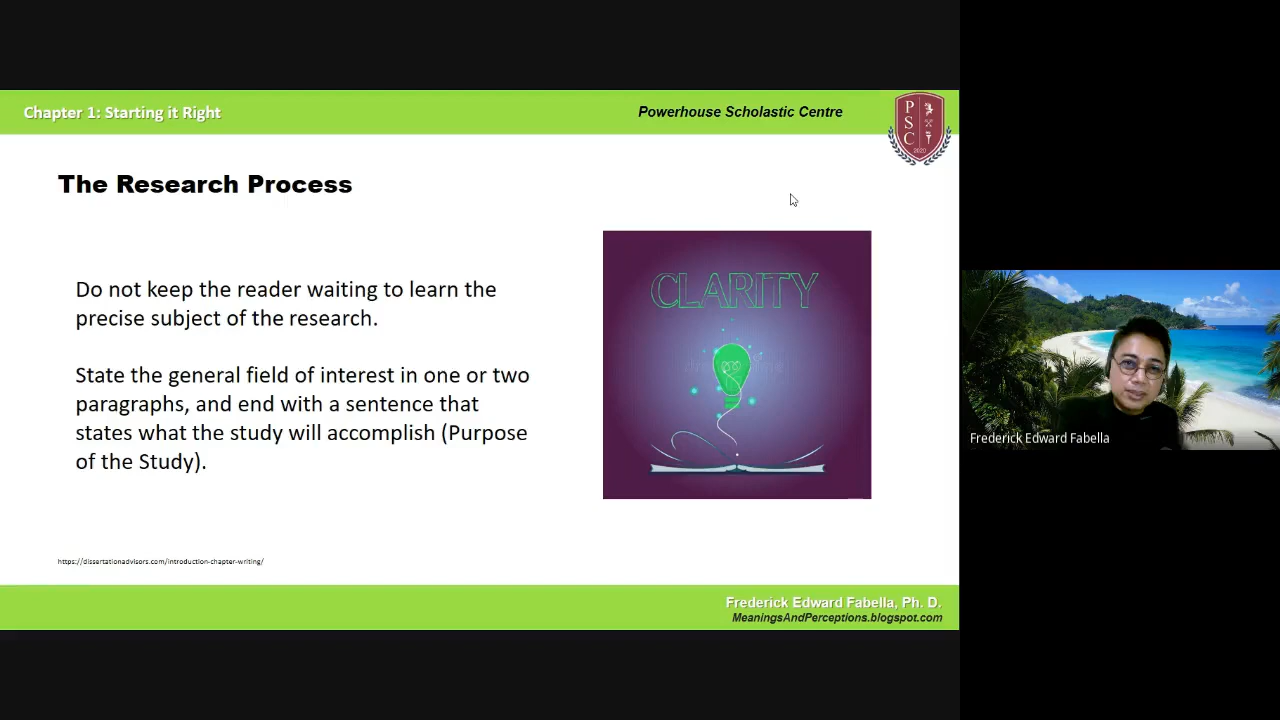 Chapter 1: Starting it Right
Powerhouse Scholastic Centre
P
S
C
2020
The Research Process
CLARITY
Do not keep the reader waiting to learn the
precise subject of the research.
State the general field of interest in one or two
paragraphs, and end with a sentence that
states what the study will accomplish (Purpose
of the Study).
Frederick Edward Fabella
https://dissertationadvisors.com/introduction-chapter-writing/
Frederick Edward Fabella, Ph. D.
MeaningsAndPerceptions.blogspot.com